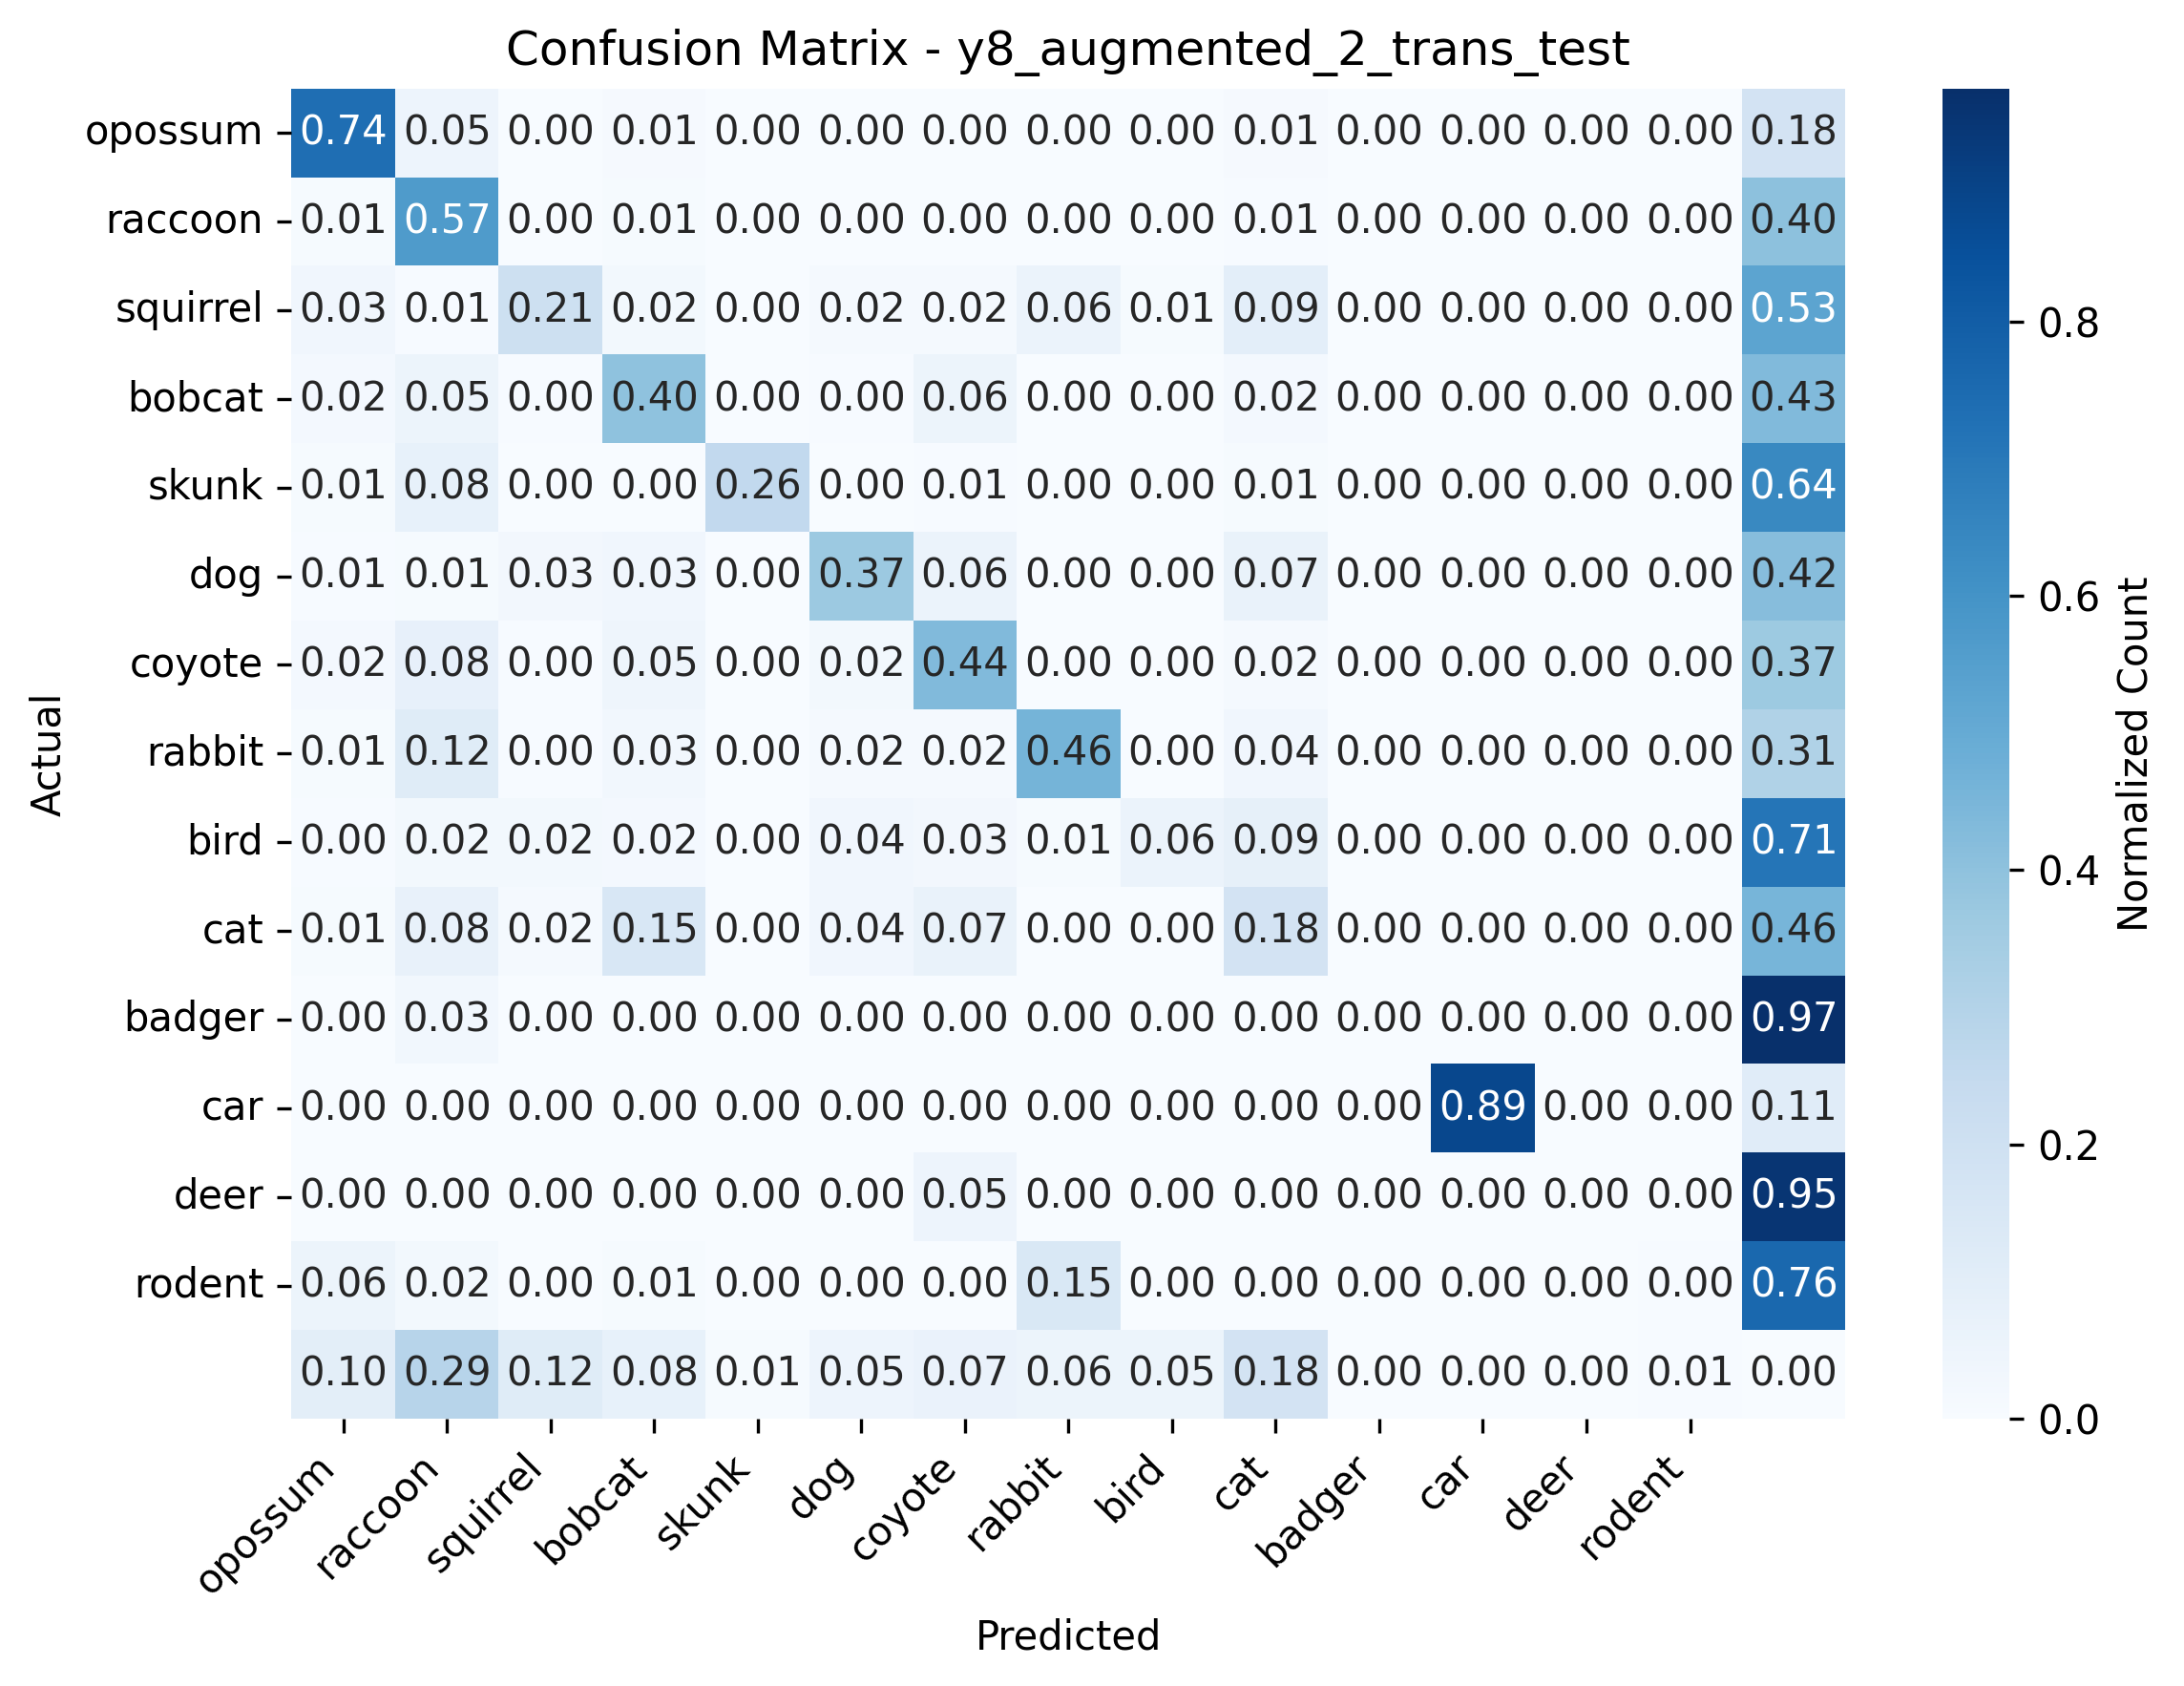 Confusion Matrix - y8_augmented_2_trans_test
opossum 0.74 0.05 0.00 0.01 0.00 0.00 0.00 0.00 0.00 0.01 0.00 0.00 0.00 0.00 0.18
raccoon 0.01 0.57 0.00 0.01 0.00 0.00 0.00 0.00 0.00 0.01 0.00 0.00 0.00 0.00 0.40
squirrel 0.03 0.01 0.21 0.02 0.00 0.02 0.02 0.06 0.01 0.09 0.00 0.00 0.00 0.00 0.53
bobcat 0.02 0.05 0.00 0.40 0.00 0.00 0.06 0.00 0.00 0.02 0.00 0.00 0.00 0.00 0.43
skunk 0.01 0.08 0.00 0.00 0.26 0.00 0.01 0.00 0.00 0.01 0.00 0.00 0.00 0.00 0.64
dog 0.01 0.01 0.03 0.03 0.00 0.37 0.06 0.00 0.00 0.07 0.00 0.00 0.00 0.00 0.42
coyote 0.02 0.08 0.00 0.05 0.00 0.02 0.44 0.00 0.00 0.02 0.00 0.00 0.00 0.00 0.37
rabbit 0.01 0.12 0.00 0.03 0.00 0.02 0.02 0.46 0.00 0.04 0.00 0.00 0.00 0.00 0.31
bird 0.00 0.02 0.02 0.02 0.00 0.04 0.03 0.01 0.06 0.09 0.00 0.00 0.00 0.00 0.71
cat 0.01 0.08 0.02 0.15 0.00 0.04 0.07 0.00 0.00 0.18 0.00 0.00 0.00 0.00 0.46
badger 0.00 0.03 0.00 0.00 0.00 0.00 0.00 0.00 0.00 0.00 0.00 0.00 0.00 0.00 0.97
car 0.00 0.00 0.00 0.00 0.00 0.00 0.00 0.00 0.00 0.00 0.00 0.89 0.00 0.00 0.11
deer 0.00 0.00 0.00 0.00 0.00 0.00 0.05 0.00 0.00 0.00 0.00 0.00 0.00 0.00 0.95
rodent 0.06 0.02 0.00 0.01 0.00 0.00 0.00 0.15 0.00 0.00 0.00 0.00 0.00 0.00 0.76
0.10 0.29 0.12 0.08 0.01 0.05 0.07 0.06 0.05 0.18 0.00 0.00 0.00 0.01 0.00
opossum raccoon squirrel bobcat skunk dog coyote rabbit bird cat badger car deer rodent
Predicted
Actual
0.8
0.6
0.4
0.2
0.0
Normalized Count